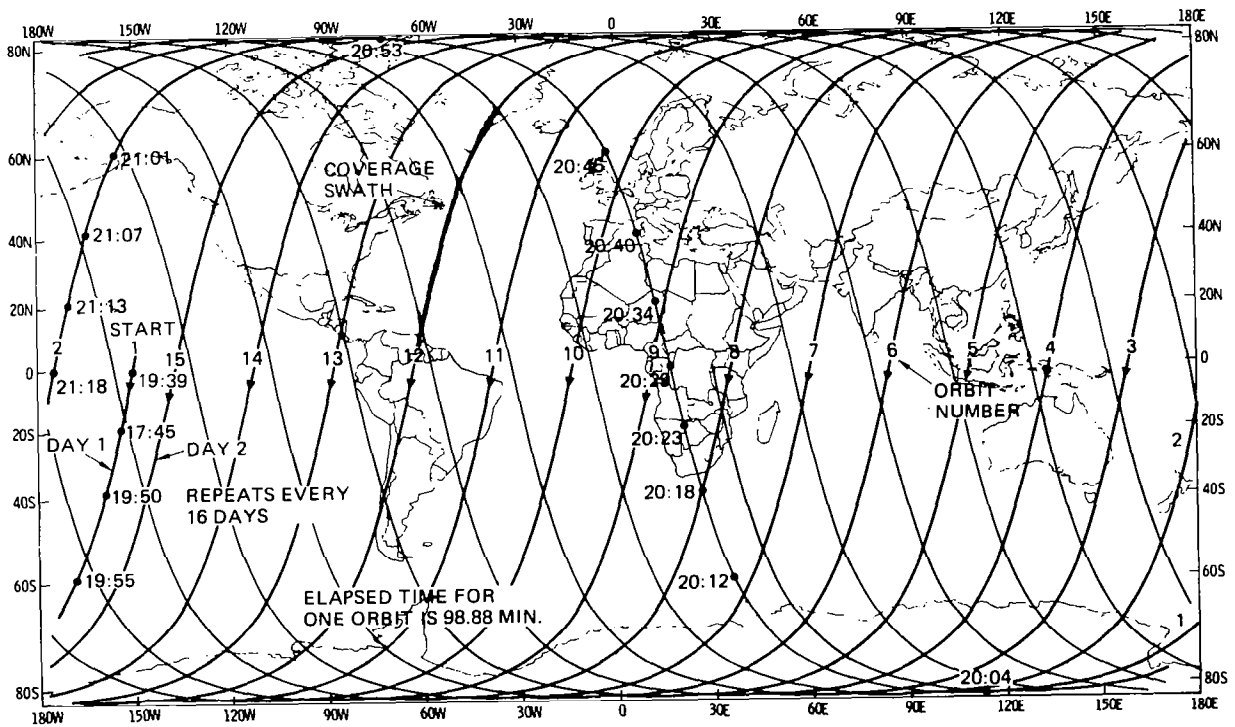 180W 150W 120W 90W 60W 30W 0 30E 60E 90E 120E 150E 180E
80N 20:53 80N
60N 21:01 COVERAGE SWATH 20:45 60N
40N 21:07 20:40 40N
20N 21:13 20:34 20N
START
2 1 15 14 13 12 11 10 9 8 7 6 5 4 3
0 19:39 0
21:18 20:29 ORBIT
NUMBER
20S DAY 1 17:45 DAY 2 20:23 2 20S
40S 19:50 REPEATS EVERY 20:18 40S
16 DAYS
60S 19:55 20:12 60S
ELAPSED TIME FOR
ONE ORBIT IS 98.88 MIN. 1
80S 20:04 80S
180W 150W 120W 90W 60W 30W 0 30E 60E 90E 120E 150E 180E